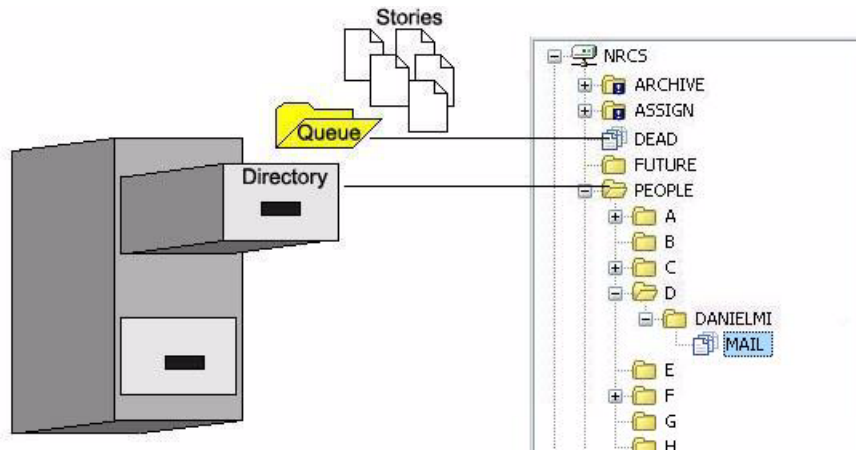 Stories
Queue
Directory
NRCS
ARCHIVE
ASSIGN
DEAD
FUTURE
PEOPLE
A
B
C
D
DANIELMI
MAIL
E
F
G
H